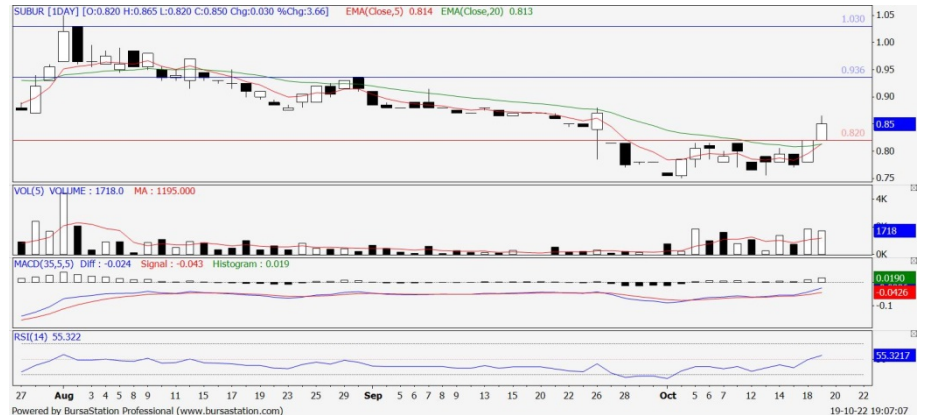 SUBUR [1DAY] [O:0.820 H:0.865 L:0.820 C:0.850 Chg:0.030 %Chg:3.66] EMA(Close,5) 0.814 EMA(Close,20) 0.813
1.030
0.936
0.820
1.05
1.00
0.95
0.90
0.85
0.80
0.75
VOL(5) VOLUME : 1718.0 MA : 1195.000
4K
1718
0K
MACD(35,5,5) Diff : -0.024 Signal : -0.043 Histogram : 0.019
0.0190
-0.0426
-0.1
RSI(14) 55.322
55.3217
27 Aug 3 4 5 8 9 11 15 17 19 23 25 29 Sep 5 6 7 8 9 13 15 20 22 26 28 Oct 5 6 7 11 12 14 18 20 22
Powered by BursaStation Professional (www.bursastation.com) 19-10-22 19:07:07